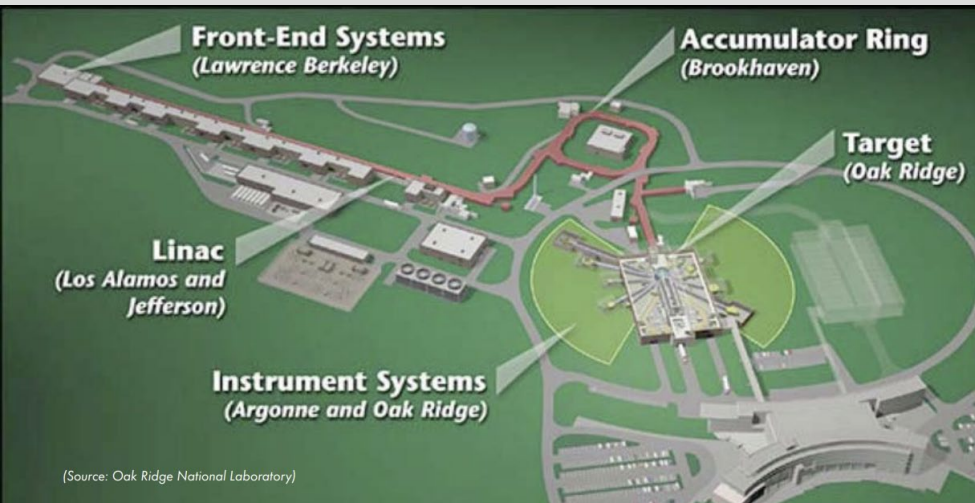 Front-End Systems
(Lawrence Berkeley)
Accumulator Ring
(Brookhaven)
Target
(Oak Ridge)
Linac
(Los Alamos and
Jefferson)
Instrument Systems
(Argonne and Oak Ridge)
(Source: Oak Ridge National Laboratory)